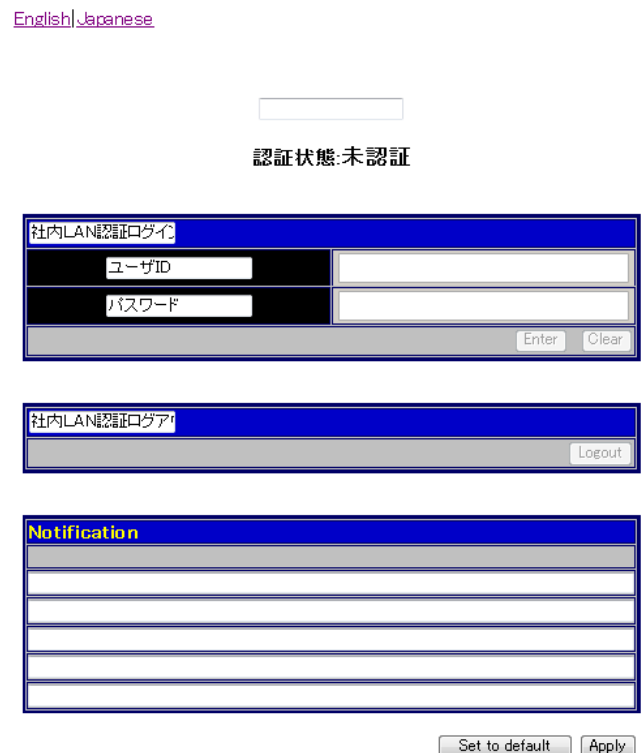 English|Japanese
認証状態:未認証
社内LAN認証ログイン
ユーザID
パスワード
Enter Clear
社内LAN認証ログア
Logout
Notification
Set to default Apply